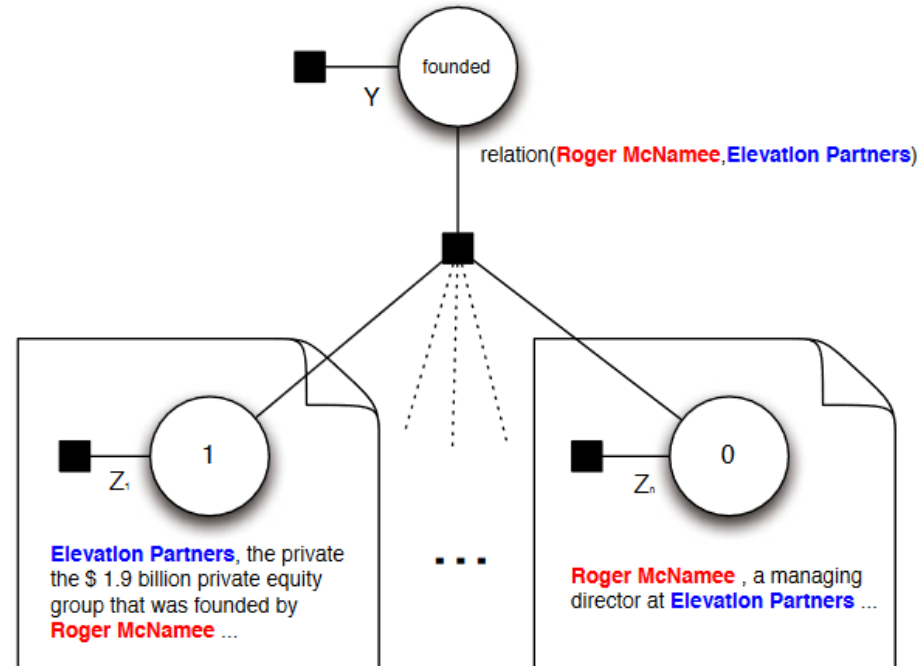 founded
Y
relation(Roger McNamee,Elevation Partners)
1
0
Z₁
Zₙ
Elevation Partners, the private
the $ 1.9 billion private equity
group that was founded by
Roger McNamee ...
...
Roger McNamee , a managing
director at Elevation Partners ...